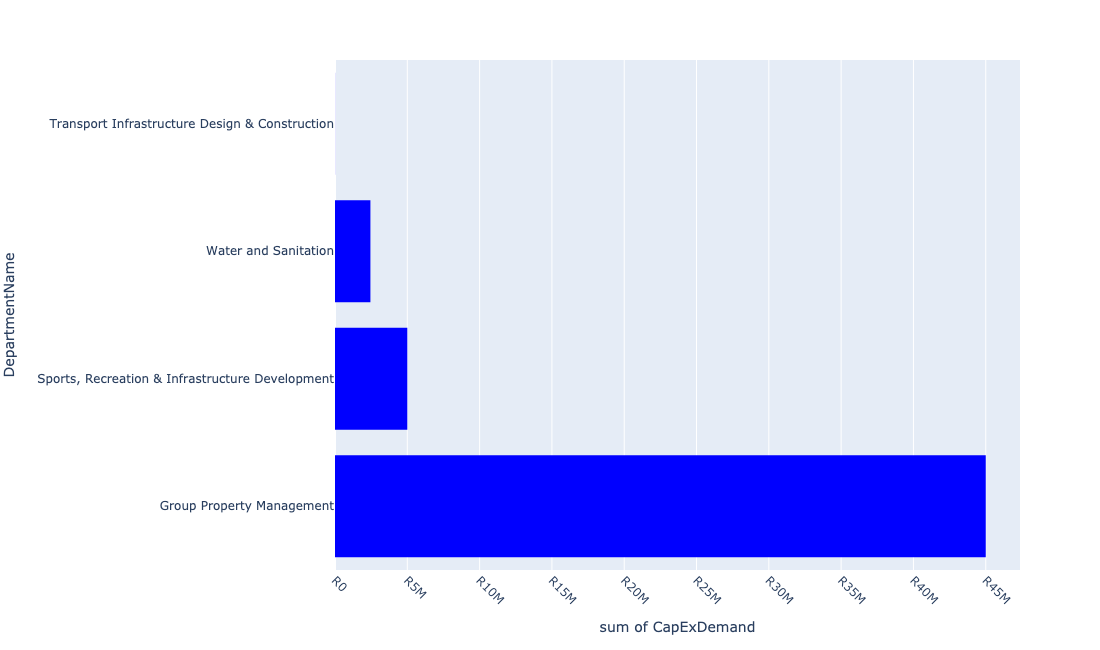 DepartmentName
Transport Infrastructure Design & Construction
Water and Sanitation
Sports, Recreation & Infrastructure Development
Group Property Management
R0
R5M
R10M
R15M
R20M
R25M
R30M
R35M
R40M
R45M
sum of CapExDemand